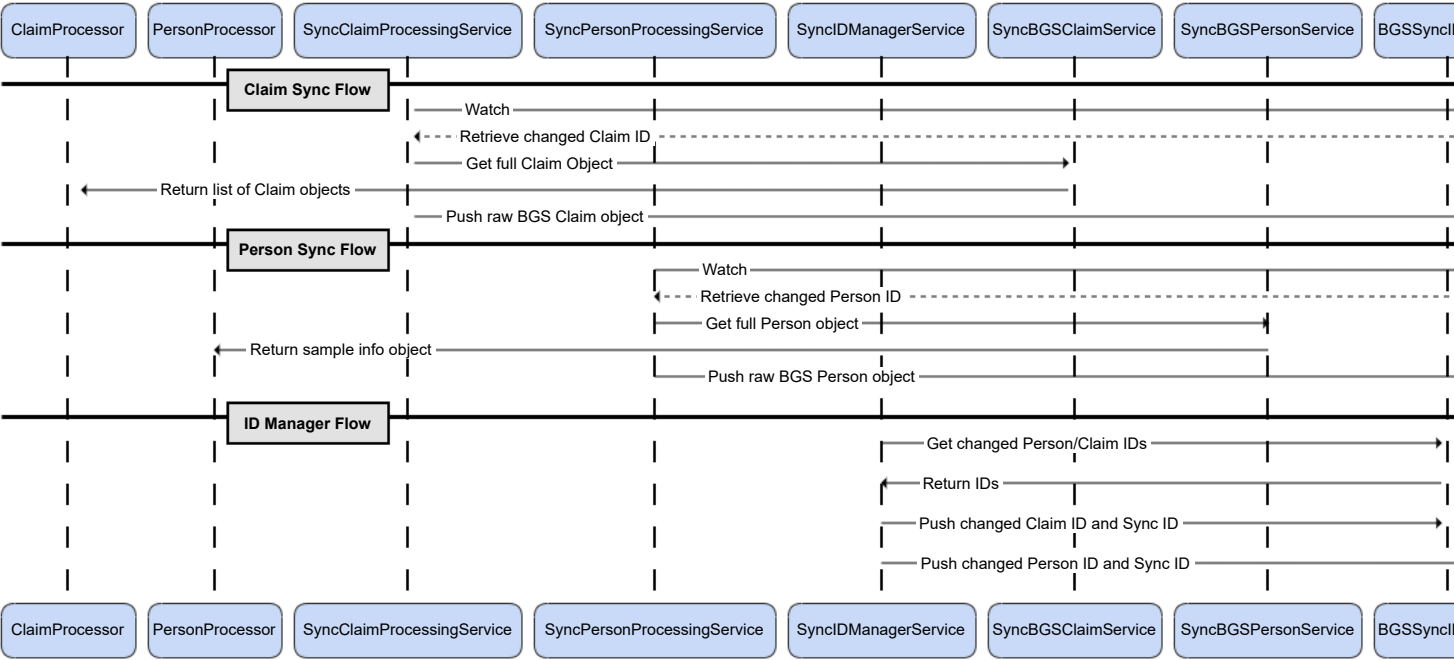 ClaimProcessor
PersonProcessor
SyncClaimProcessingService
SyncPersonProcessingService
SyncIDManagerService
SyncBGSClaimService
SyncBGSPersonService
Claim Sync Flow
Watch
Retrieve changed Claim ID
Get full Claim Object
Return list of Claim objects
Push raw BGS Claim object
Person Sync Flow
Watch
Retrieve changed Person ID
Get full Person object
Return sample info object
Push raw BGS Person object
ID Manager Flow
Get changed Person/Claim IDs
Return IDs
Push changed Claim ID and Sync ID
Push changed Person ID and Sync ID
ClaimProcessor
PersonProcessor
SyncClaimProcessingService
SyncPersonProcessingService
SyncIDManagerService
SyncBGSClaimService
SyncBGSPersonService